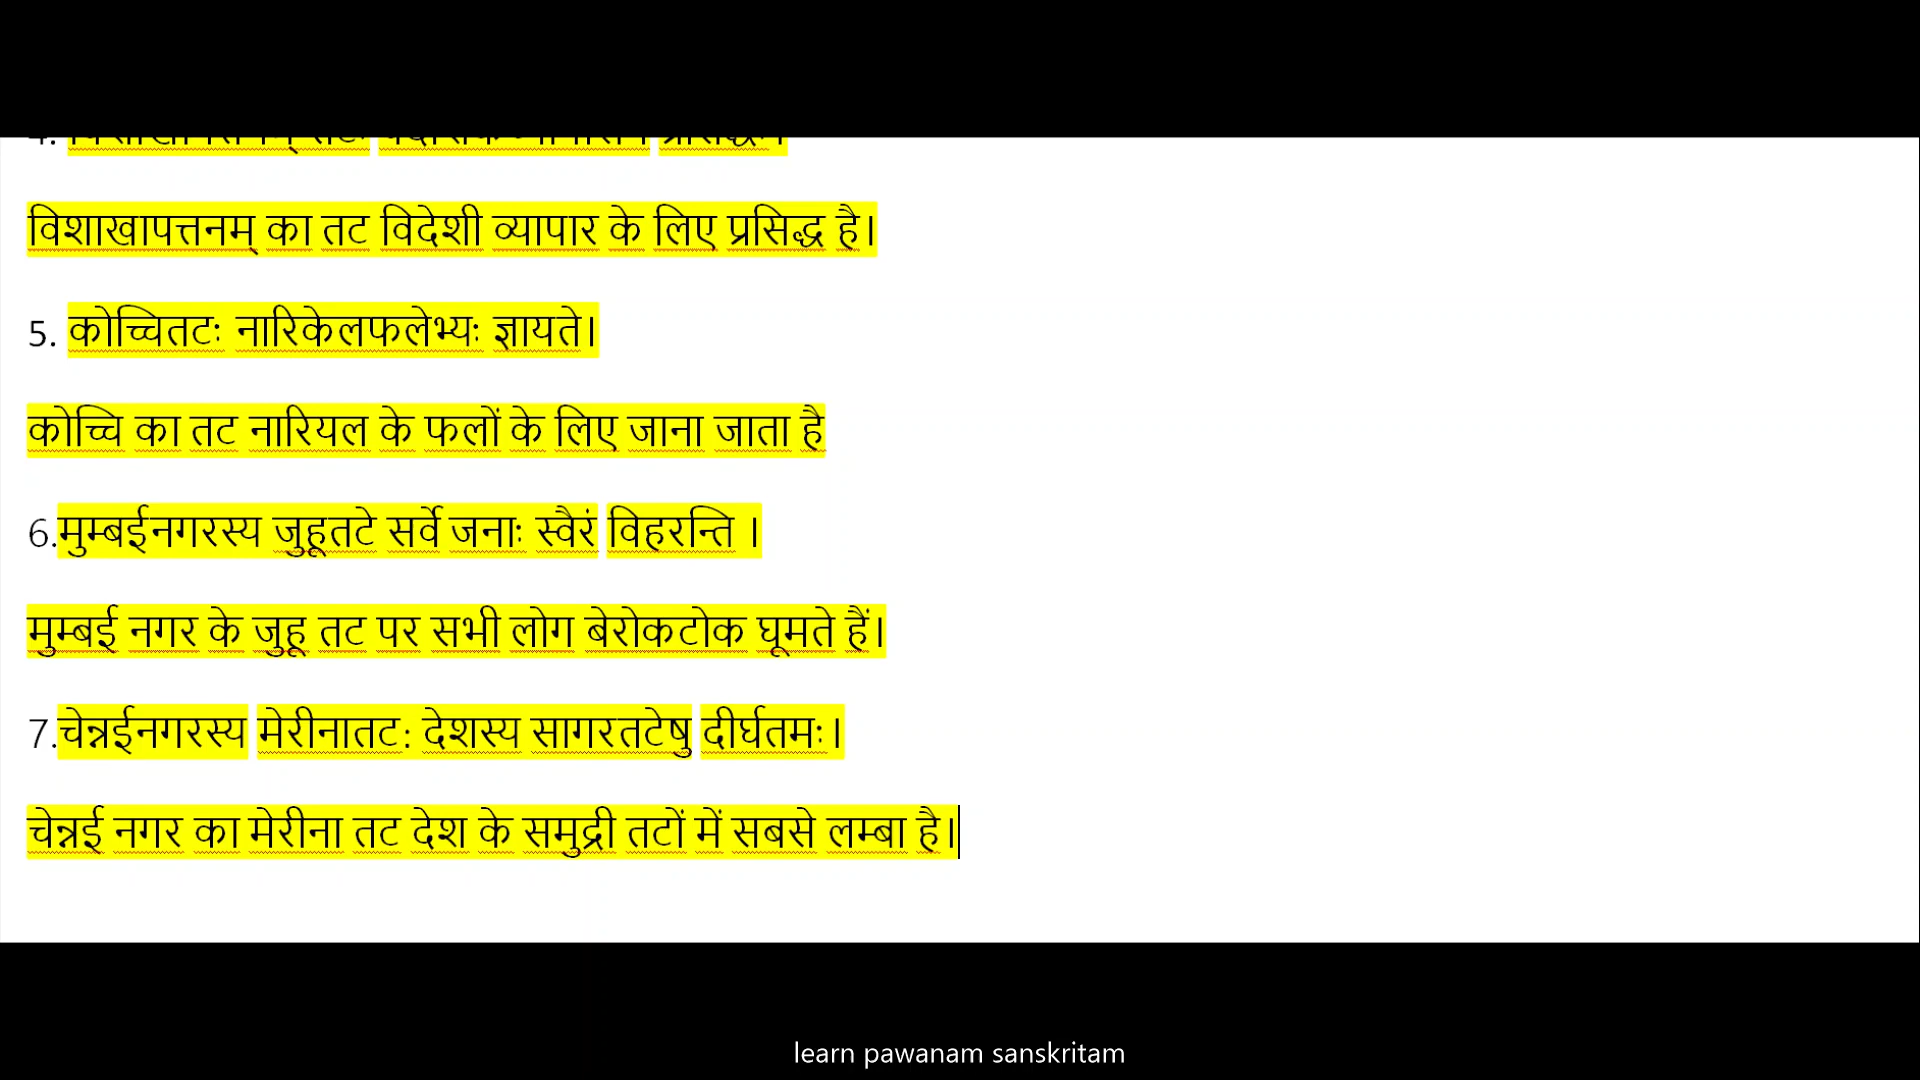 विशाखापत्तनम् का तट विदेशी व्यापार के लिए प्रसिद्ध है।
5. कोच्चितटः नारिकेलफलेभ्यः ज्ञायते।
कोच्चि का तट नारियल के फलों के लिए जाना जाता है
6.मुम्बईनगरस्य जुहूतटे सर्वे जनाः स्वैरं विहरन्ति ।
मुम्बई नगर के जुहू तट पर सभी लोग बेरोकटोक घूमते हैं।
7.चेन्नईनगरस्य मेरीनातट: देशस्य सागरतटेषु दीर्घतमः।
चेन्नई नगर का मेरीना तट देश के समुद्री तटों में सबसे लम्बा है।
learn pawanam sanskritam